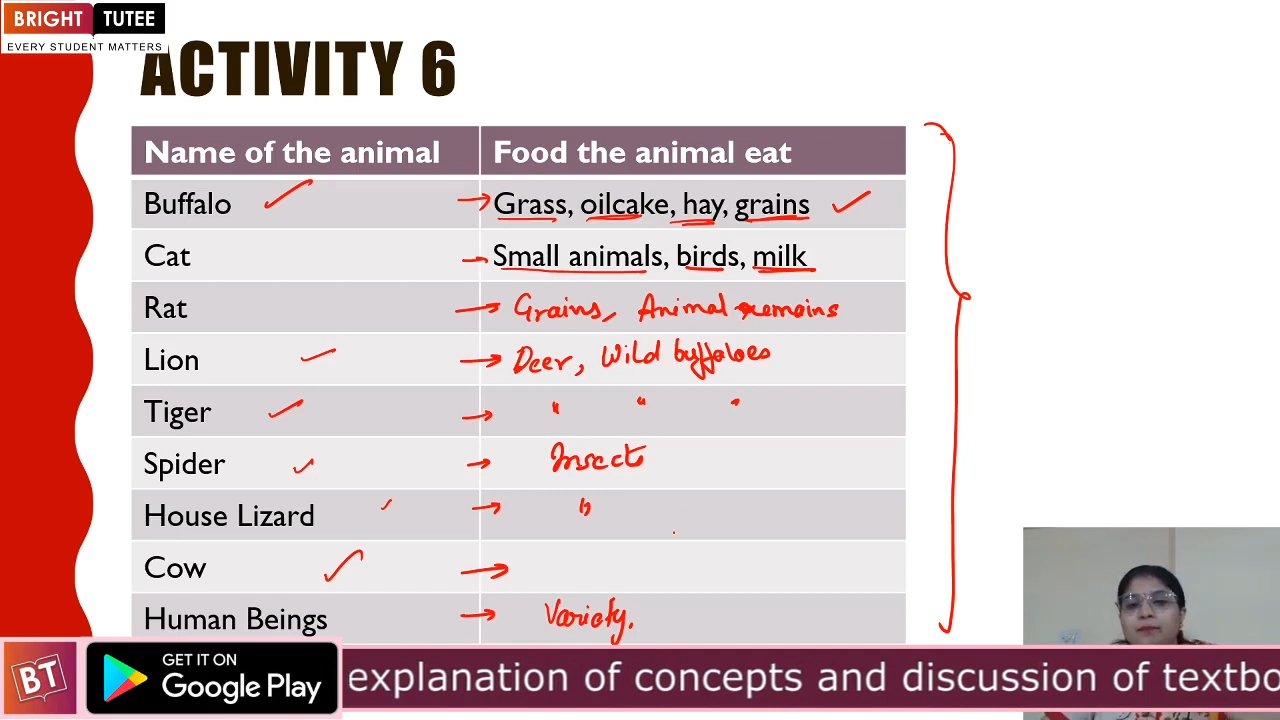 BRIGHT TUTEE
EVERY STUDENT MATTERS
ACTIVITY 6
Name of the animal Food the animal eat
Buffalo Grass, oilcake, hay, grains
Cat Small animals, birds, milk
Rat Grains, Animal remains
Lion Deer, Wild buffaloes
Tiger " " "
Spider Insects
House Lizard "
Cow
Human Beings Variety.
BT GET IT ON
Google Play
explanation of concepts and discussion of textbo